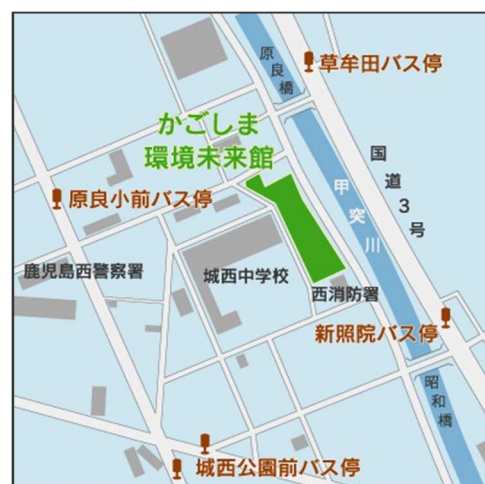 原良橋
草牟田バス停
かごしま
環境未来館
国道3号
甲突川
原良小前バス停
鹿児島西警察署
城西中学校
西消防署
新照院バス停
昭和橋
城西公園前バス停